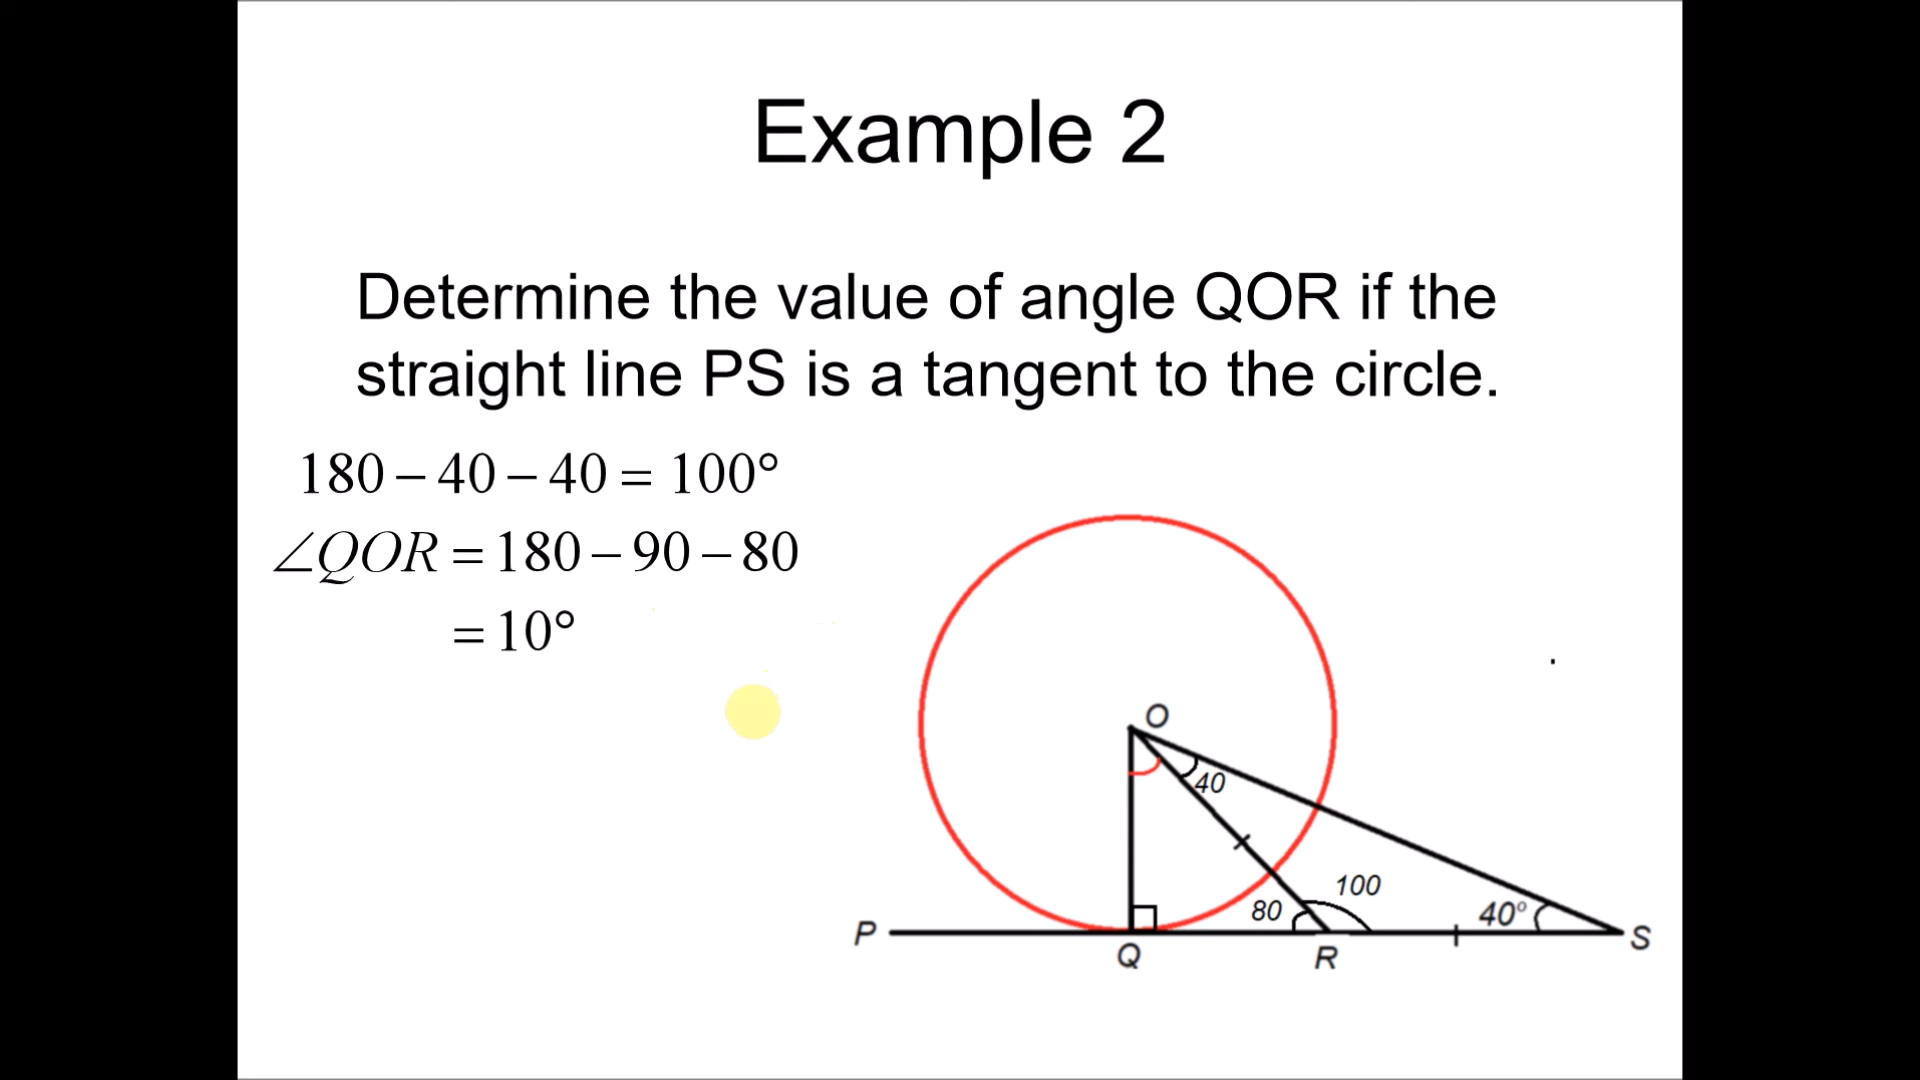 Example 2
Determine the value of angle QOR if the
straight line PS is a tangent to the circle.
180 – 40 – 40 = 100°
∠QOR = 180 – 90 – 80
= 10°
O
40
100
80
40°
P
Q
R
S